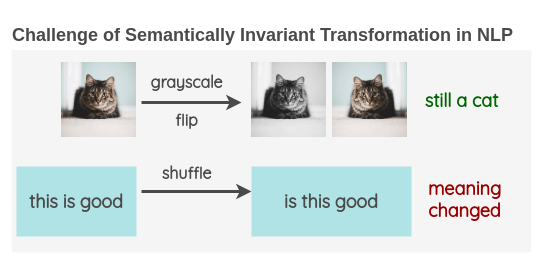 Challenge of Semantically Invariant Transformation in NLP
grayscale
flip
still a cat
this is good
shuffle
is this good
meaning
changed